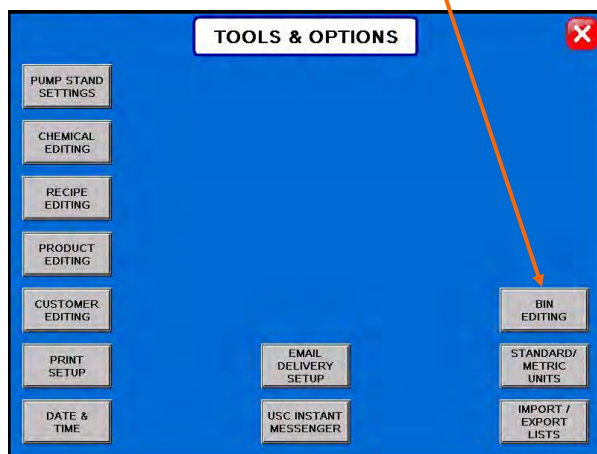 TOOLS & OPTIONS
PUMP STAND
SETTINGS
CHEMICAL
EDITING
RECIPE
EDITING
PRODUCT
EDITING
CUSTOMER
EDITING
PRINT
SETUP
DATE &
TIME
EMAIL
DELIVERY
SETUP
USC INSTANT
MESSENGER
BIN
EDITING
STANDARD/
METRIC
UNITS
IMPORT /
EXPORT
LISTS